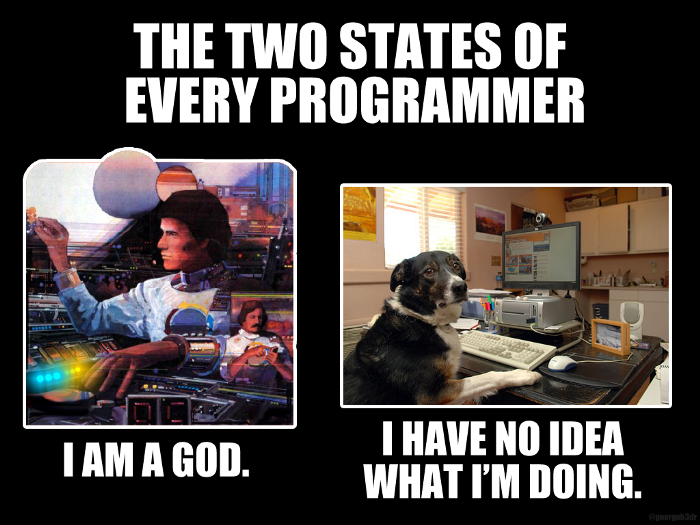 THE TWO STATES OF
EVERY PROGRAMMER
I AM A GOD.
I HAVE NO IDEA
WHAT I'M DOING.